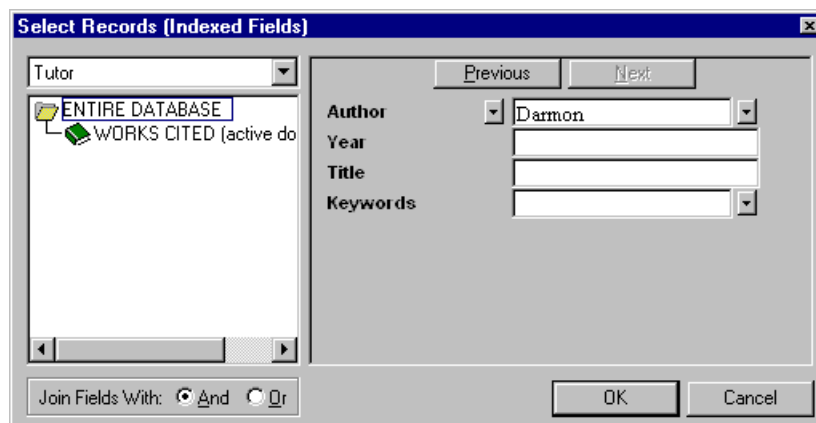 Select Records (Indexed Fields)
Tutor
ENTIRE DATABASE
WORKS CITED (active do
Previous Next
Author Darmon
Year
Title
Keywords
Join Fields With: And Or
OK Cancel